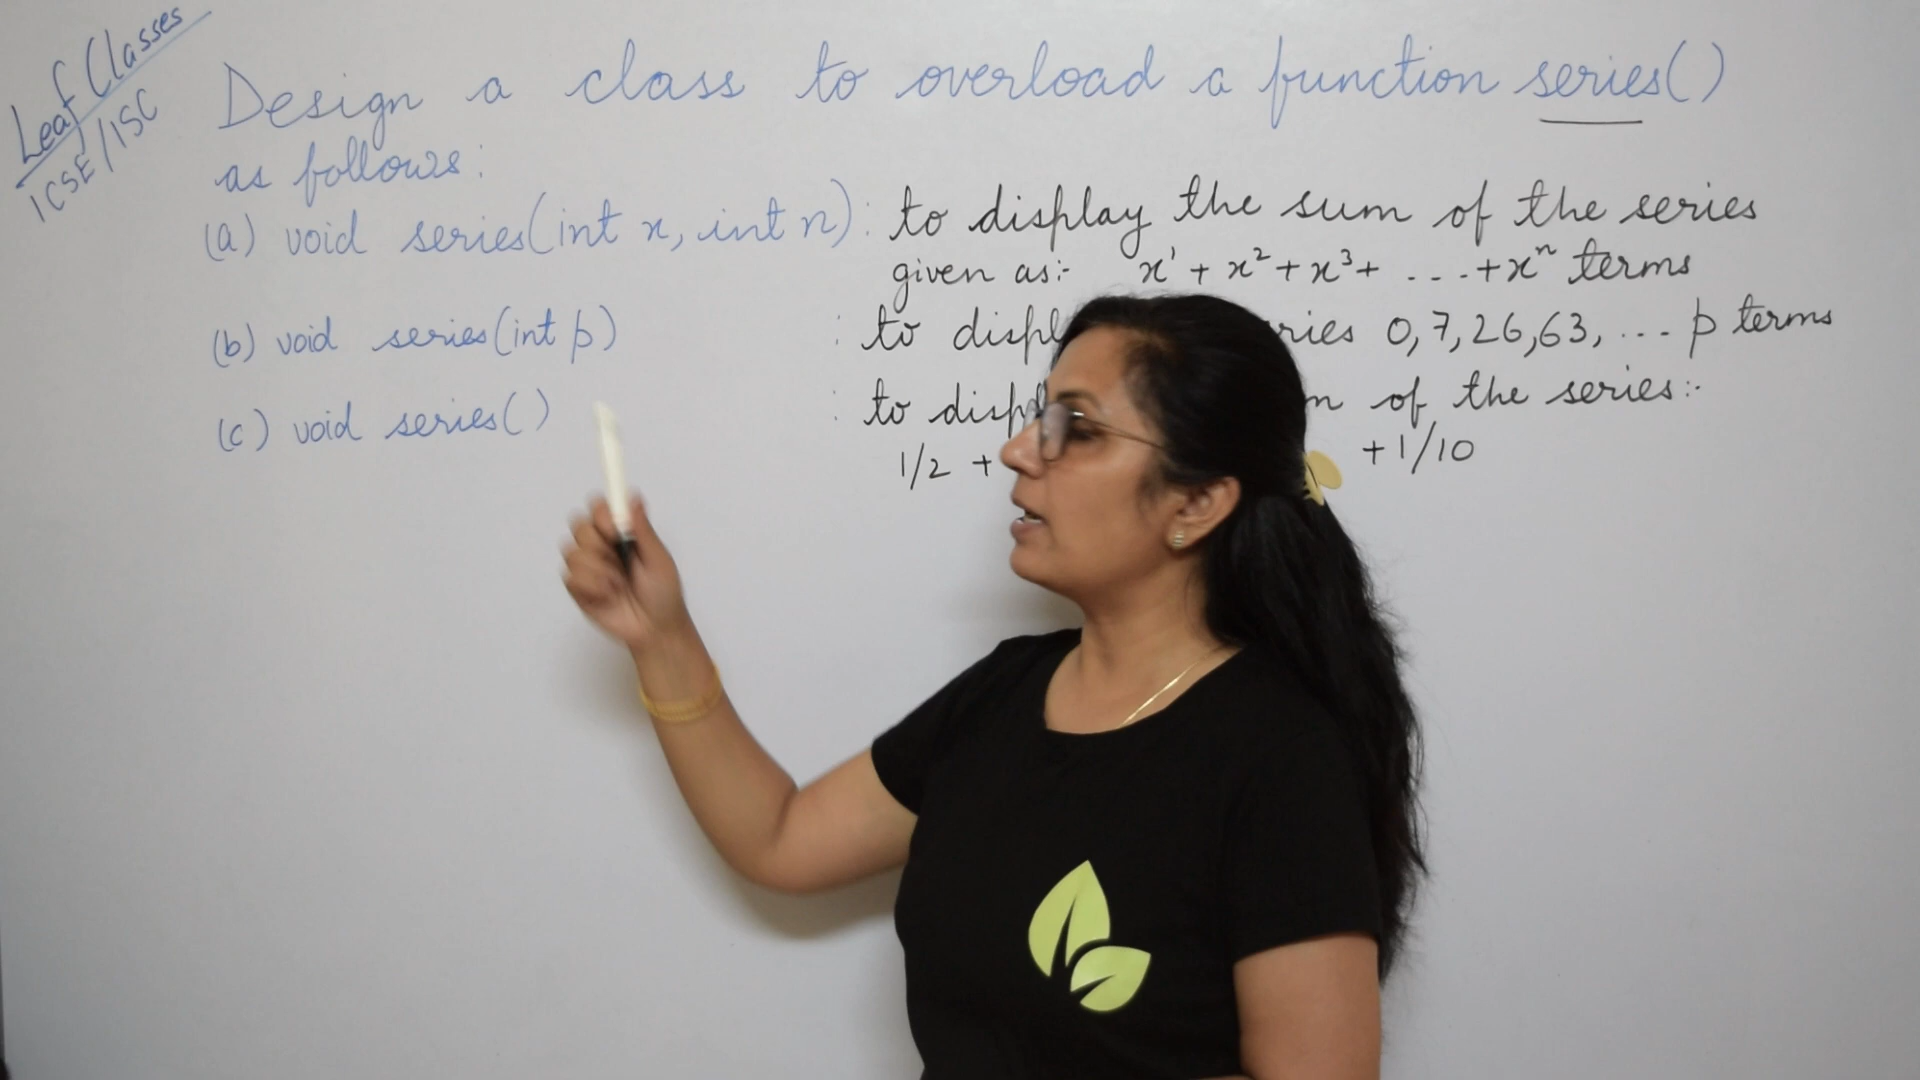 Leaf Classes
ICSE/ISC
Design a class to overload a function series()
as follows:
(a) void series(int x, int n) : to display the sum of the series
given as:- x¹ + x² + x³ + ... + xⁿ terms
(b) void series(int p) : to ries 0, 7, 26, 63, ... p terms
(c) void series() : to of the series:-
1/2 + + 1/10